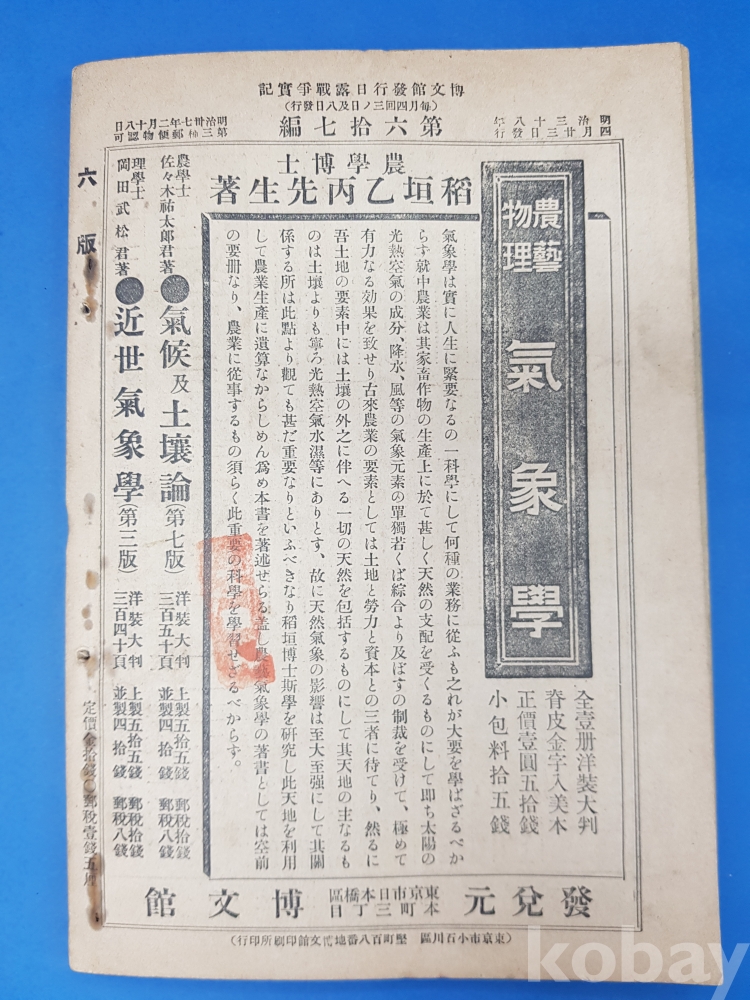 博文館發行日露戰爭實記
(毎月四回三ノ日及八日發行)
明治三十八年
四月廿三日發行
第六拾七編
明治卅七年二月十八日
第三種郵便物認可
農藝
物理
氣象學
全壹册洋裝大判
脊皮金字入美本
正價壹圓五拾錢
小包料拾五錢
農學博士
稻垣乙丙先生著
氣象學は實に人生に緊要なるの一科學にして何種の業務に從ふも之れが大要を學ばざるべか
らす就中農業は其家畜作物の生產上に於て甚しく天然の支配を受くるものにして即ち太陽の
光熱空氣の成分、降水、風等の氣象元素の單獨若くば綜合より及ぼすの制裁を受けて、極めて
有力なる効果を致せり古來農業の要素としては土地と勞力と資本との三者に待てり、然るに
吾土地の要素中には土壤の外之に伴へる一切の天然を包括するものにして其天地の主なるも
のは土壤よりも寧ろ光熱空氣水濕等にありとす、故に天然氣象の影響は至大至强にして其關
係する所は此點より觀ても甚だ重要なりといふべきなり稻垣博士斯學を硏究し此天地を利用
して農業生產に遺算なからしめん爲め本書を著述せらる蓋し農藝氣象學の著書としては空前
の要冊なり、農業に從事するもの須らく此重要の科學を學習せざるべからす。
農學士
佐々木祐太郎君著
●氣候及土壤論(第七版)
洋裝大判
三百五十頁
上製五拾五錢 郵稅拾錢
並製四拾錢 郵稅八錢
理學士
岡田武松君著
●近世氣象學(第三版)
洋裝大判
三百四十頁
上製五拾五錢 郵稅拾錢
並製四拾錢 郵稅八錢
六版
定價金拾錢○郵稅壹錢五厘
發兌元
東京市日本橋區
本町三丁目
博文館
(東京市小石川區 堅町百八番地博文館印刷所印行)
kobay